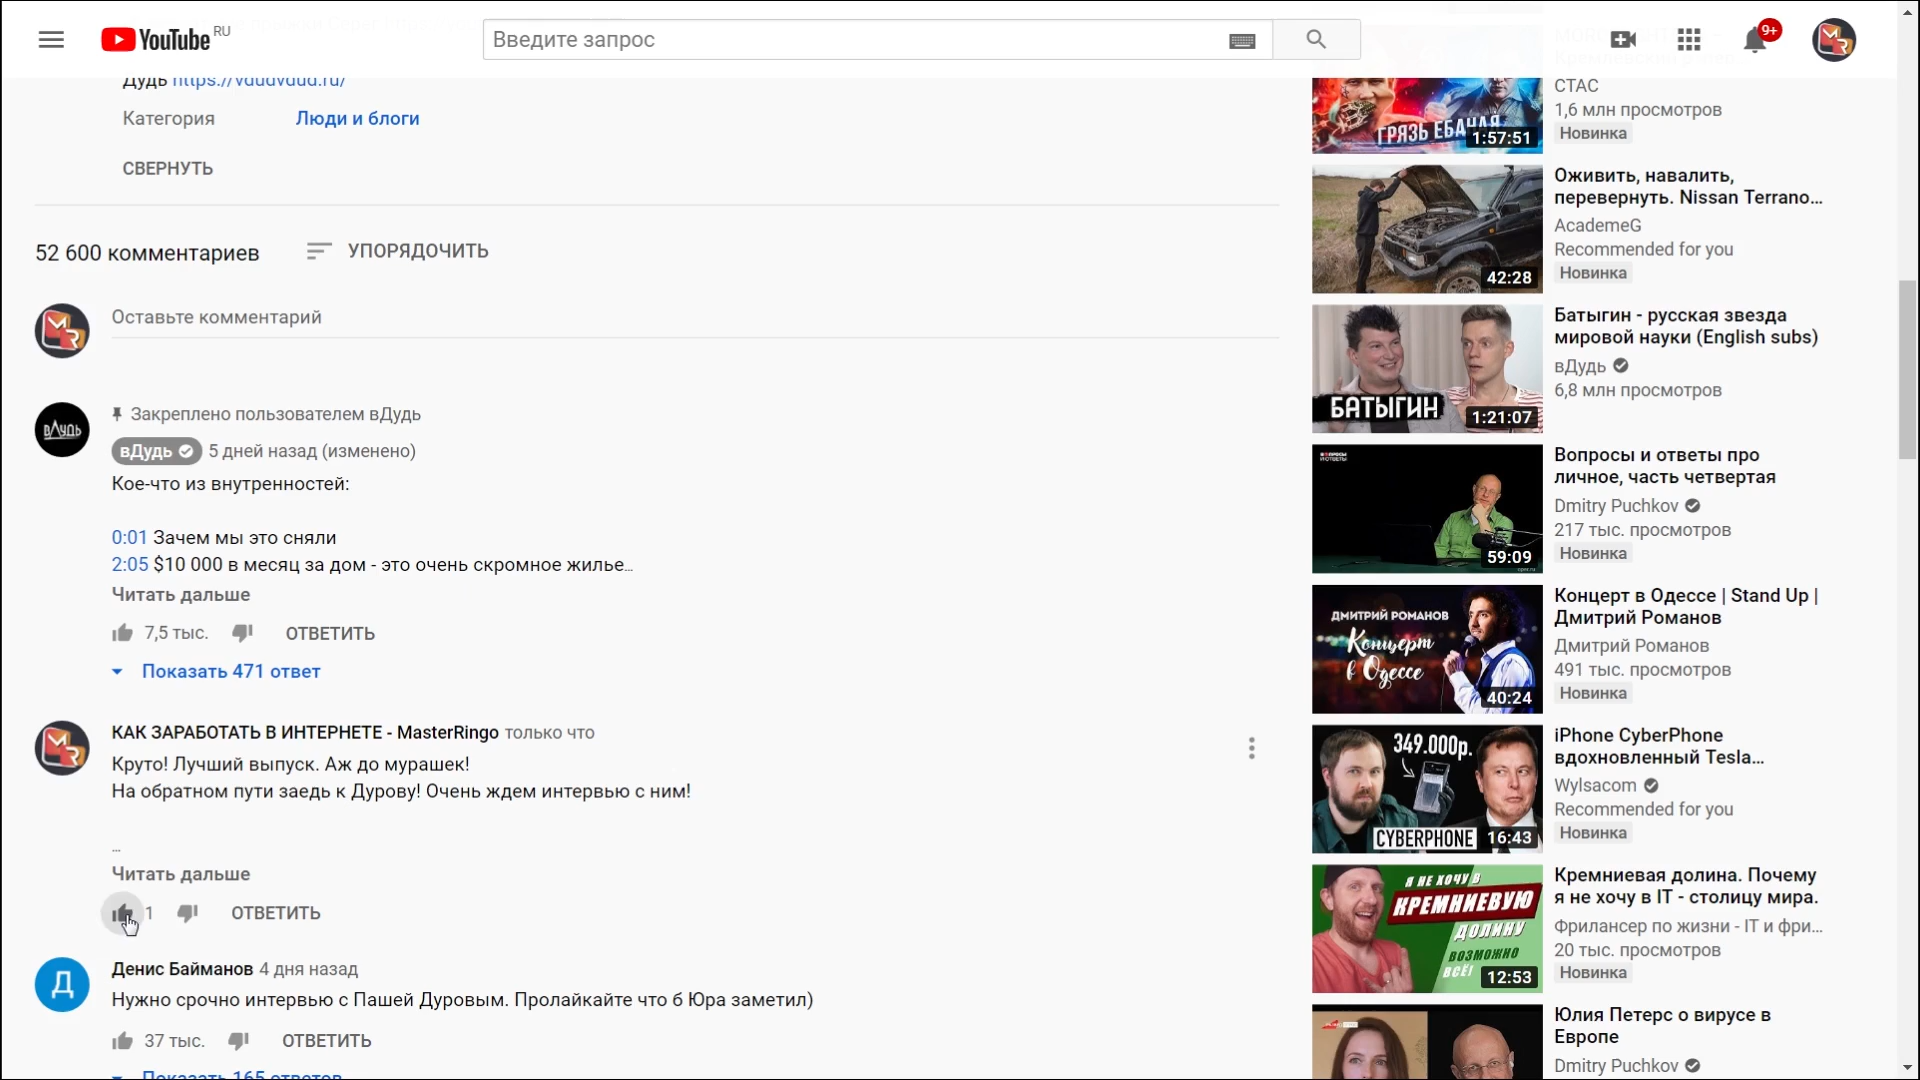 YouTube RU
Введите запрос
9+
Дудь https://vdudvdud.ru/
Категория Люди и блоги
СВЕРНУТЬ
52 600 комментариев УПОРЯДОЧИТЬ
Оставьте комментарий
вДудь
Закреплено пользователем вДудь
вДудь 5 дней назад (изменено)
Кое-что из внутренностей:
0:01 Зачем мы это сняли
2:05 $10 000 в месяц за дом - это очень скромное жилье...
Читать дальше
7,5 тыс. ОТВЕТИТЬ
Показать 471 ответ
КАК ЗАРАБОТАТЬ В ИНТЕРНЕТЕ - MasterRingo только что
Круто! Лучший выпуск. Аж до мурашек!
На обратном пути заедь к Дурову! Очень ждем интервью с ним!
...
Читать дальше
1 ОТВЕТИТЬ
Д
Денис Байманов 4 дня назад
Нужно срочно интервью с Пашей Дуровым. Пролайкайте что б Юра заметил)
37 тыс. ОТВЕТИТЬ
Показать 165 ответов
ГРЯЗЬ ЕБАНАЯ
1:57:51
СТАС
1,6 млн просмотров
Новинка
42:28
Оживить, навалить,
перевернуть. Nissan Terrano...
AcademeG
Recommended for you
Новинка
БАТЫГИН
1:21:07
Батыгин - русская звезда
мировой науки (English subs)
вДудь
6,8 млн просмотров
ВОПРОСЫ
И ОТВЕТЫ
59:09
Вопросы и ответы про
личное, часть четвертая
Dmitry Puchkov
217 тыс. просмотров
Новинка
ДМИТРИЙ РОМАНОВ
Концерт
в Одессе
40:24
Концерт в Одессе | Stand Up |
Дмитрий Романов
Дмитрий Романов
491 тыс. просмотров
Новинка
349.000р.
CYBERPHONE
16:43
iPhone CyberPhone
вдохновленный Tesla...
Wylsacom
Recommended for you
Новинка
Я НЕ ХОЧУ В
КРЕМНИЕВУЮ
ДОЛИНУ
ВОЗМОЖНО
ВСЁ!
12:53
Кремниевая долина. Почему
я не хочу в IT - столицу мира.
Фрилансер по жизни - IT и фри...
20 тыс. просмотров
Новинка
Юлия Петерс о вирусе в
Европе
Dmitry Puchkov